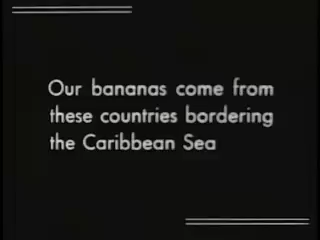 Our bananas come from
these countries bordering
the Caribbean Sea